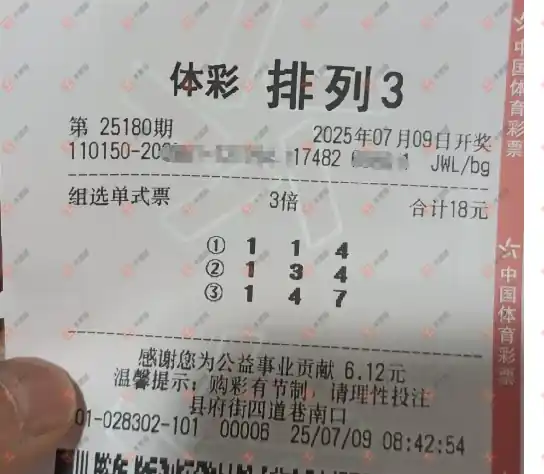 体彩 排列3
第 25180期 2025年07月09日开奖
110150-20 17482 JWL/bg
组选单式票 3倍 合计18元
① 1 1 4
② 1 3 4
③ 1 4 7
感谢您为公益事业贡献 6.12元
温馨提示：购彩有节制，请理性投注
县府街四道巷南口
01-028302-101 00006 25/07/09 08:42:54
中国体育彩票
中国体育彩票